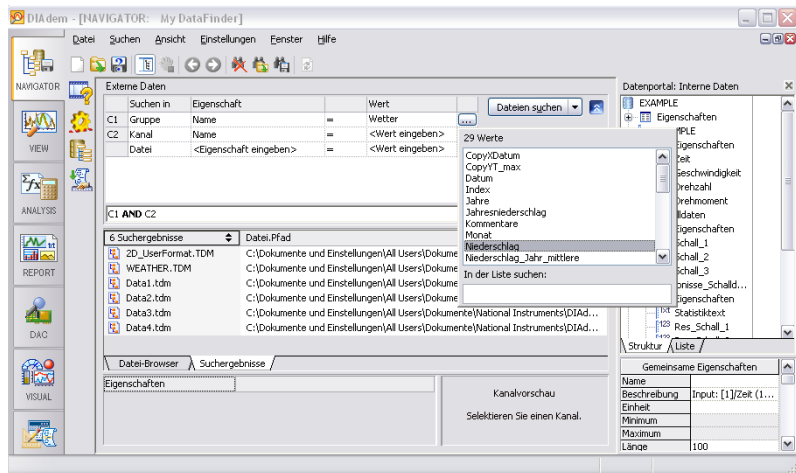 DIAdem - [NAVIGATOR: My DataFinder]
Datei Suchen Ansicht Einstellungen Fenster Hilfe
NAVIGATOR
VIEW
ANALYSIS
REPORT
DAC
VISUAL
Externe Daten
Suchen in Eigenschaft Wert
C1 Gruppe Name = Wetter ...
C2 Kanal Name = <Wert eingeben>
Datei <Eigenschaft eingeben> = <Wert eingeben>
Dateien suchen
C1 AND C2
29 Werte
CopyXDatum
CopyYT_max
Datum
Index
Jahre
Jahresniederschlag
Kommentare
Monat
Niederschlag
Niederschlag_Jahr_mittlere
In der Liste suchen:
6 Suchergebnisse Datei.Pfad
2D_UserFormat.TDM C:\Dokumente und Einstellungen\All Users\Dokume
WEATHER.TDM C:\Dokumente und Einstellungen\All Users\Dokume
Data1.tdm C:\Dokumente und Einstellungen\All Users\Dokume
Data2.tdm C:\Dokumente und Einstellungen\All Users\Dokume
Data3.tdm C:\Dokumente und Einstellungen\All Users\Dokumente\National Instruments\DIAd...
Data4.tdm C:\Dokumente und Einstellungen\All Users\Dokumente\National Instruments\DIAd...
Datei-Browser Suchergebnisse
Eigenschaften
Kanalvorschau
Selektieren Sie einen Kanal.
Datenportal: Interne Daten
EXAMPLE
Eigenschaften
MPLE
Eigenschaften
Zeit
Geschwindigkeit
Drehzahl
Drehmoment
lldaten
Eigenschaften
Schall_1
Schall_2
Schall_3
bnisse_Schalld...
Eigenschaften
Statistiktext
Res_Schall_1
Struktur Liste
Gemeinsame Eigenschaften
Name
Beschreibung Input: [1]/Zeit (1...
Einheit
Minimum
Maximum
Länge 100